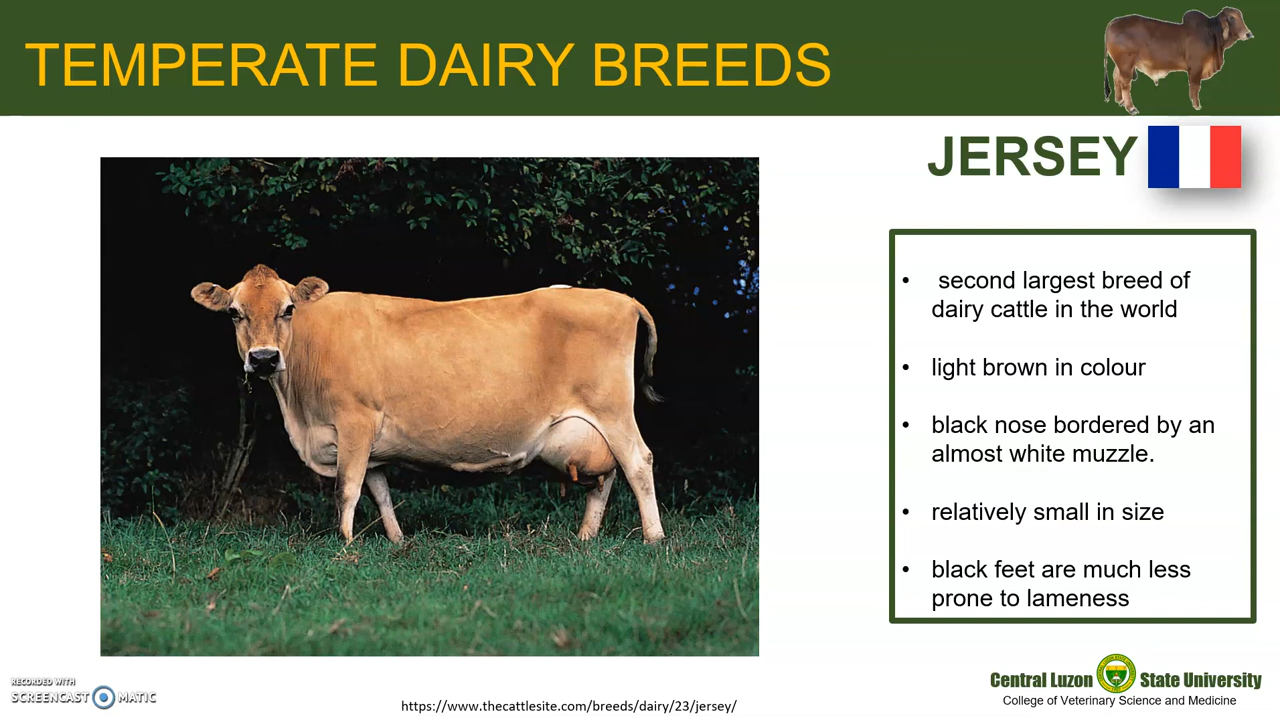 TEMPERATE DAIRY BREEDS
JERSEY
• second largest breed of
dairy cattle in the world
• light brown in colour
• black nose bordered by an
almost white muzzle.
• relatively small in size
• black feet are much less
prone to lameness
RECORDED WITH
SCREENCAST MATIC
https://www.thecattlesite.com/breeds/dairy/23/jersey/
Central Luzon State University
College of Veterinary Science and Medicine